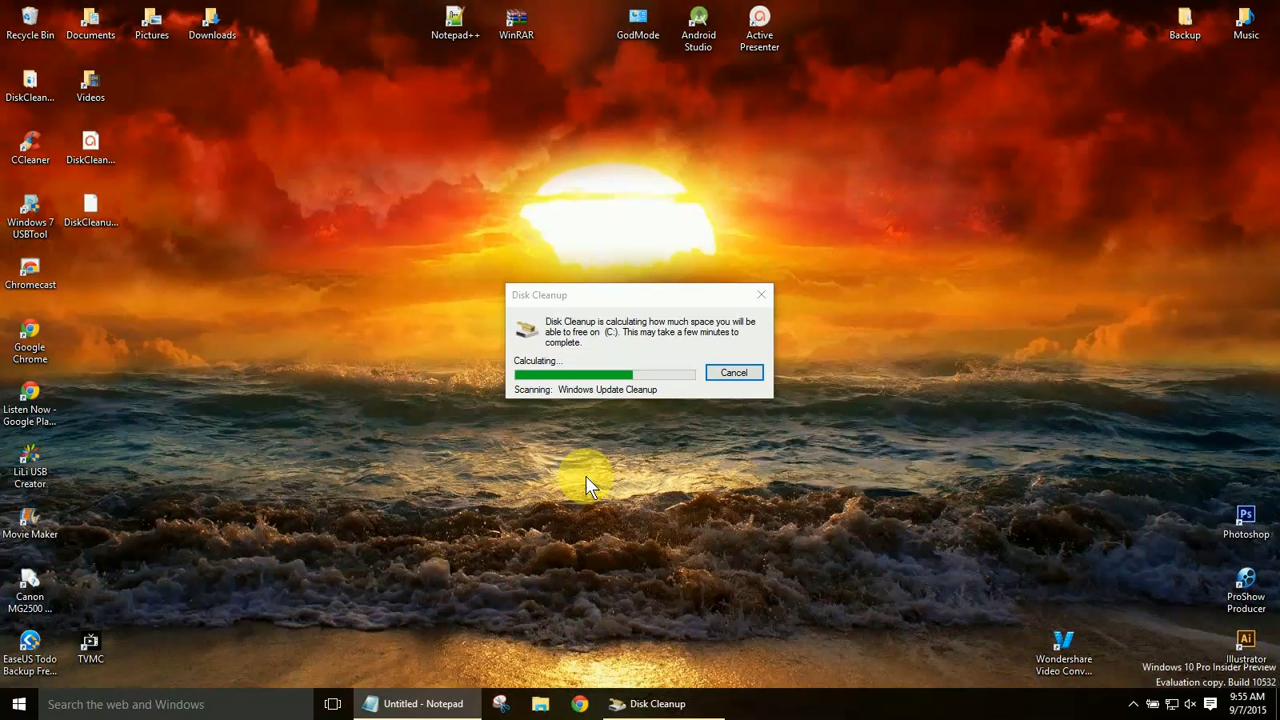 Recycle Bin
Documents
Pictures
Downloads
Notepad++
WinRAR
GodMode
Android
Studio
Active
Presenter
Backup
Music
DiskClean...
Videos
CCleaner
DiskClean...
Windows 7
USBTool
DiskCleanu...
Chromecast
Google
Chrome
Listen Now -
Google Pla...
LiLi USB
Creator
Movie Maker
Canon
MG2500 ...
EaseUS Todo
Backup Fre...
TVMC
Disk Cleanup
Disk Cleanup is calculating how much space you will be
able to free on (C:). This may take a few minutes to
complete.
Calculating...
Cancel
Scanning: Windows Update Cleanup
Ps
Photoshop
ProShow
Producer
Wondershare
Video Conv...
Ai
Illustrator
Windows 10 Pro Insider Preview
Evaluation copy. Build 10532
Search the web and Windows
Untitled - Notepad
Disk Cleanup
9:55 AM
9/7/2015